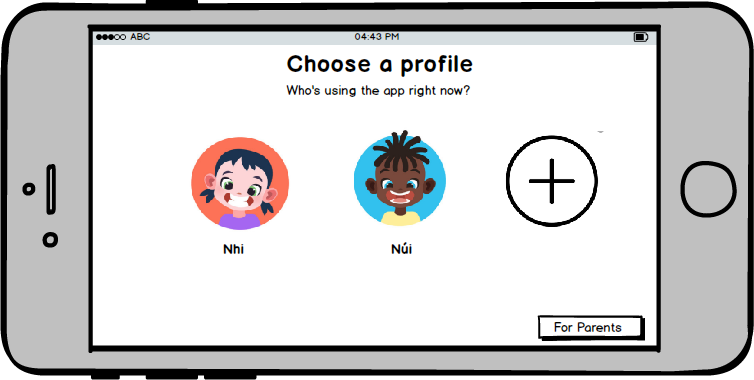 ABC 04:43 PM
Choose a profile
Who's using the app right now?
Nhi Núi
For Parents